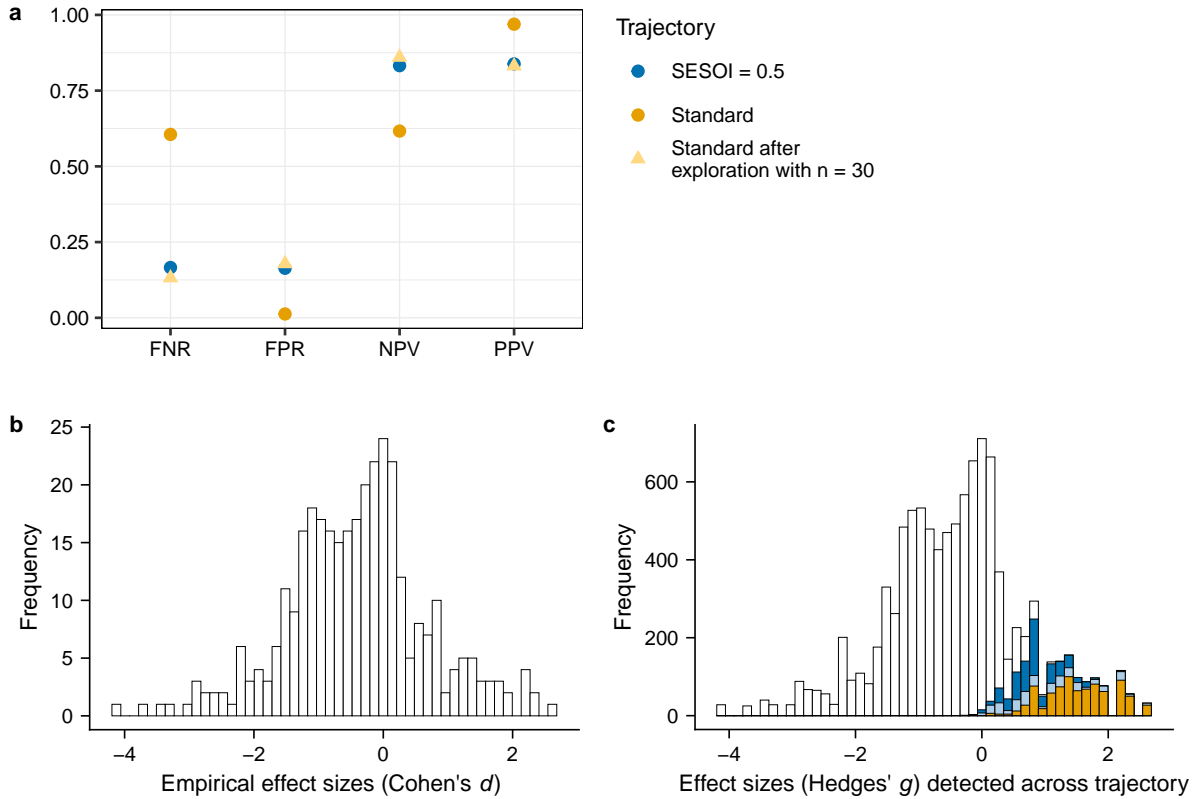 a
1.00
0.75
0.50
0.25
0.00
FNR FPR NPV PPV
Trajectory
SESOI = 0.5
Standard
Standard after
exploration with n = 30
b
25
20
15
10
5
0
Frequency
−4 −2 0 2
Empirical effect sizes (Cohen's d)
c
600
400
200
0
Frequency
−4 −2 0 2
Effect sizes (Hedges' g) detected across trajectory